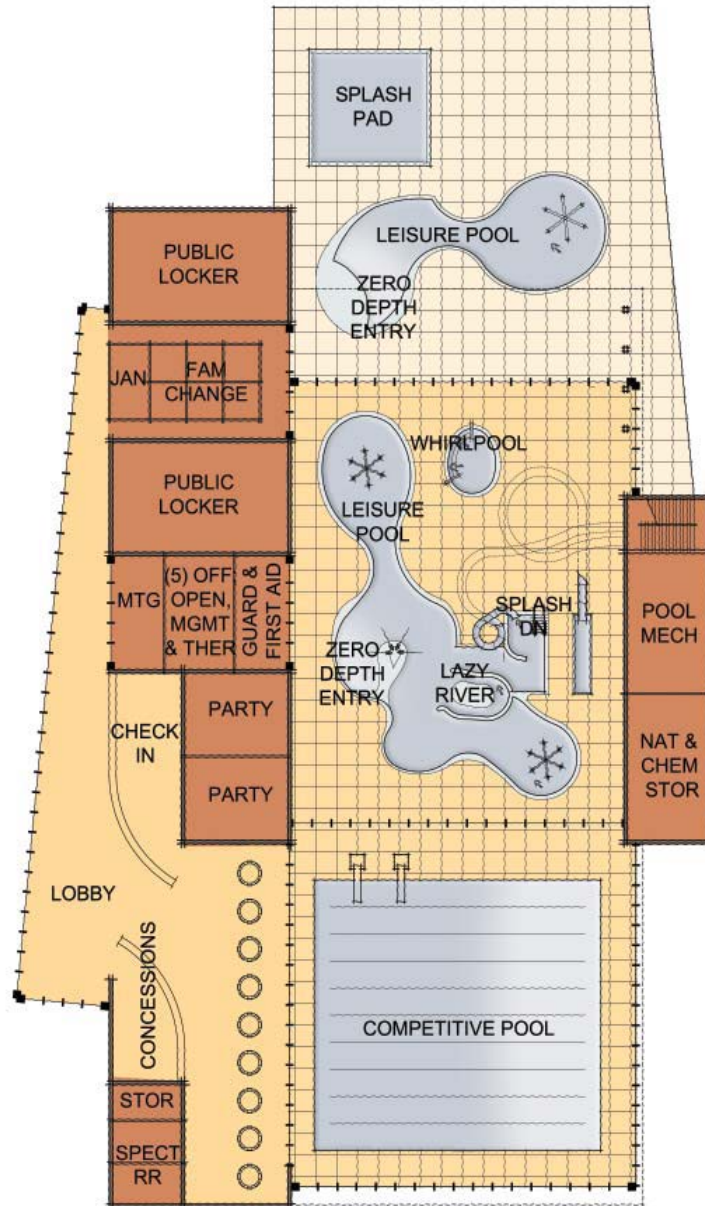 SPLASH
PAD
PUBLIC
LOCKER
LEISURE POOL
ZERO
DEPTH
ENTRY
JAN
FAM
CHANGE
PUBLIC
LOCKER
WHIRLPOOL
LEISURE
POOL
MTG
(5) OFF:
OPEN,
MGMT
& THER
GUARD &
FIRST AID
SPLASH
DN
POOL
MECH
ZERO
DEPTH
ENTRY
LAZY
RIVER
PARTY
CHECK
IN
PARTY
NAT &
CHEM
STOR
LOBBY
CONCESSIONS
COMPETITIVE POOL
STOR
SPECT
RR